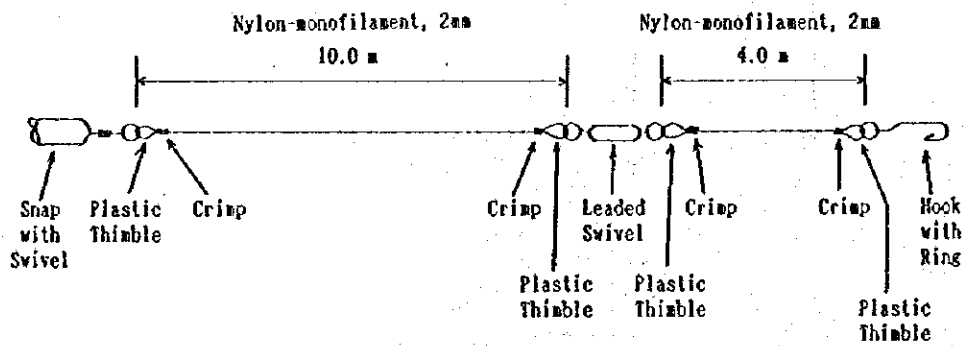 Nylon-monofilament, 2mm
10.0 m
Nylon-monofilament, 2mm
4.0 m
Snap
with
Swivel
Plastic
Thimble
Crimp
Crimp
Plastic
Thimble
Leaded
Swivel
Plastic
Thimble
Crimp
Crimp
Plastic
Thimble
Hook
with
Ring